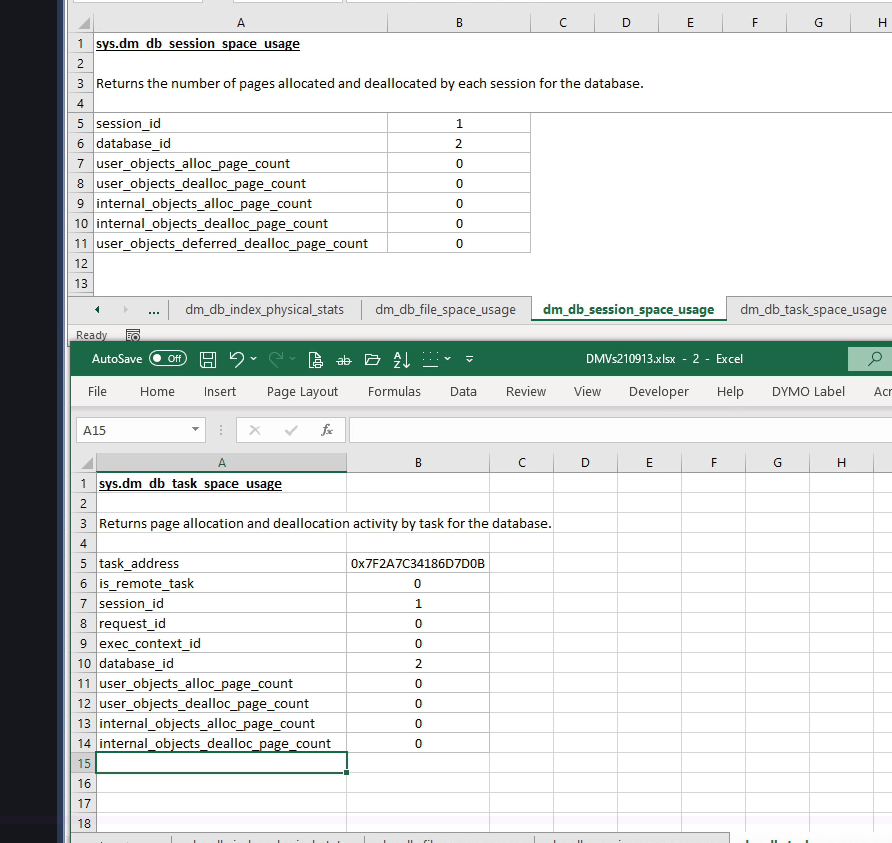 A B C D E F G H
1 sys.dm_db_session_space_usage
2
3 Returns the number of pages allocated and deallocated by each session for the database.
4
5 session_id 1
6 database_id 2
7 user_objects_alloc_page_count 0
8 user_objects_dealloc_page_count 0
9 internal_objects_alloc_page_count 0
10 internal_objects_dealloc_page_count 0
11 user_objects_deferred_dealloc_page_count 0
12
13
... dm_db_index_physical_stats dm_db_file_space_usage dm_db_session_space_usage dm_db_task_space_usage
Ready
AutoSave Off ab DMVs210913.xlsx - 2 - Excel
File Home Insert Page Layout Formulas Data Review View Developer Help DYMO Label Acr
A15 fx
A B C D E F G H
1 sys.dm_db_task_space_usage
2
3 Returns page allocation and deallocation activity by task for the database.
4
5 task_address 0x7F2A7C34186D7D0B
6 is_remote_task 0
7 session_id 1
8 request_id 0
9 exec_context_id 0
10 database_id 2
11 user_objects_alloc_page_count 0
12 user_objects_dealloc_page_count 0
13 internal_objects_alloc_page_count 0
14 internal_objects_dealloc_page_count 0
15
16
17
18